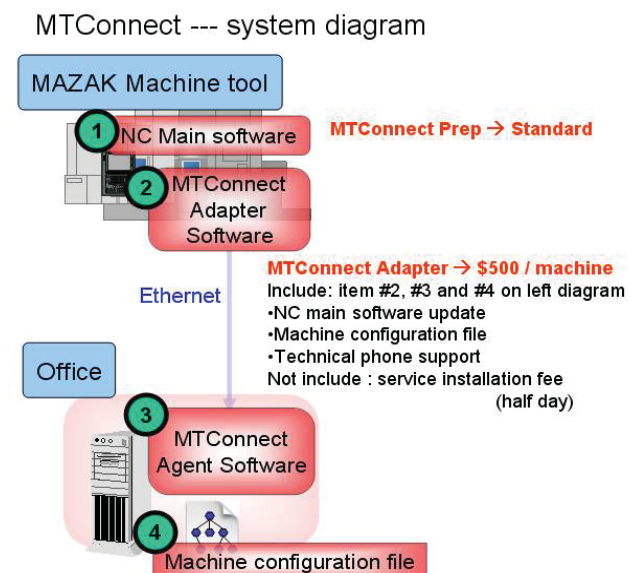 MTConnect --- system diagram
MAZAK Machine tool
1
NC Main software
MTConnect Prep → Standard
2
MTConnect
Adapter
Software
Ethernet
MTConnect Adapter → $500 / machine
Include: item #2, #3 and #4 on left diagram
•NC main software update
•Machine configuration file
•Technical phone support
Not include : service installation fee
(half day)
Office
3
MTConnect
Agent Software
4
Machine configuration file